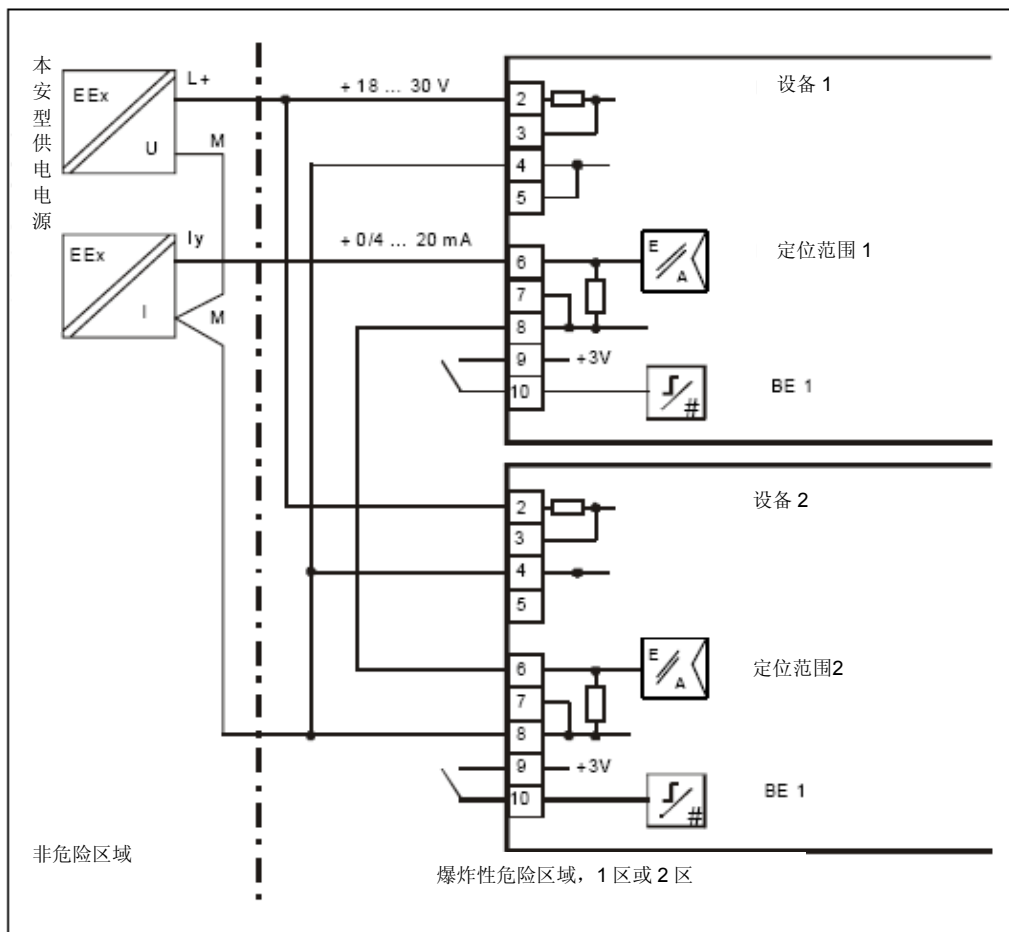 本安型供电电源
EEx
U
L+
M
+ 18 ... 30 V
EEx
I
Iy
M
+ 0/4 ... 20 mA
设备 1
2
3
4
5
6
7
8
9
10
E
A
定位范围 1
+3V
#
BE 1
设备 2
2
3
4
5
6
7
8
9
10
E
A
定位范围2
+3V
#
BE 1
非危险区域
爆炸性危险区域，1 区或 2 区